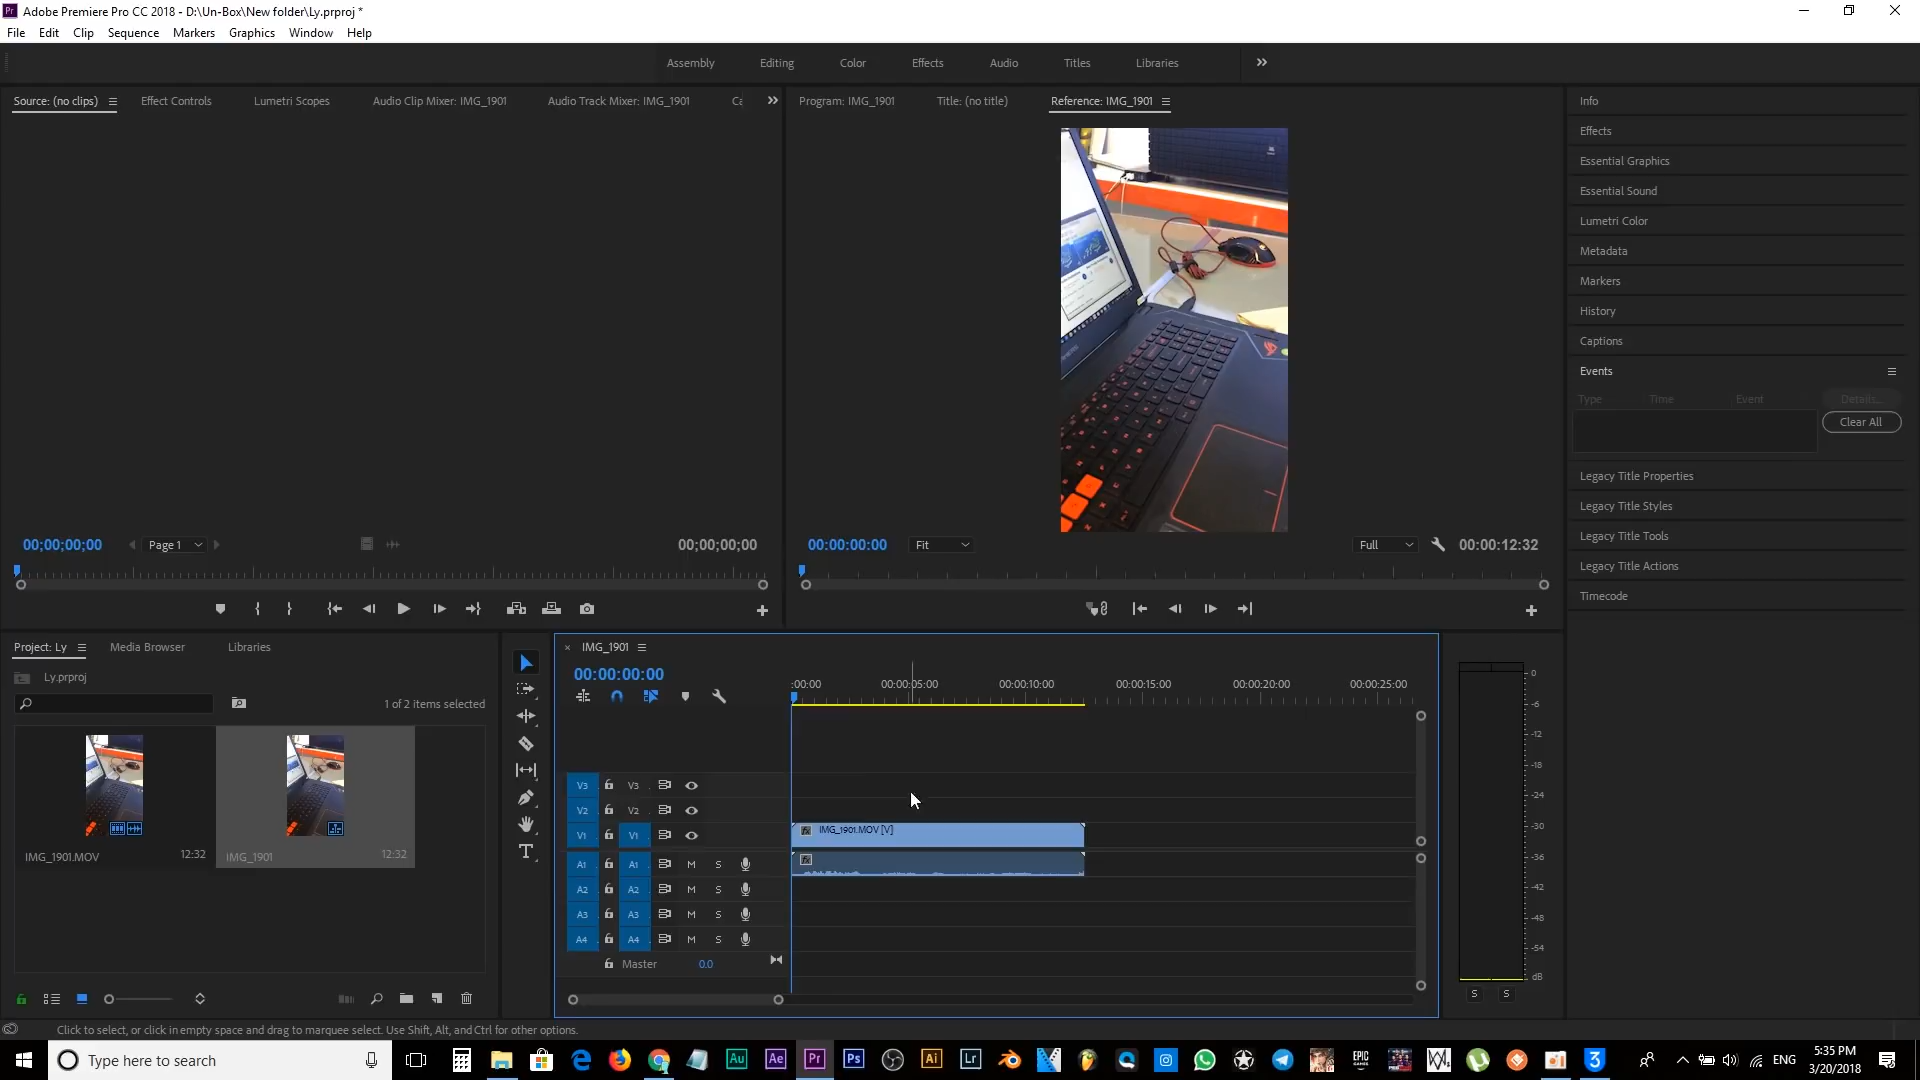 Pr Adobe Premiere Pro CC 2018 - D:\Un-Box\New folder\Ly.prproj *
File Edit Clip Sequence Markers Graphics Window Help
Assembly Editing Color Effects Audio Titles Libraries
Source: (no clips) Effect Controls Lumetri Scopes Audio Clip Mixer: IMG_1901 Audio Track Mixer: IMG_1901 Ca
Program: IMG_1901 Title: (no title) Reference: IMG_1901
Info
Effects
Essential Graphics
Essential Sound
Lumetri Color
Metadata
Markers
History
Captions
Events
Type Time Event Details...
Clear All
Legacy Title Properties
Legacy Title Styles
Legacy Title Tools
Legacy Title Actions
Timecode
00;00;00;00 Page 1 00;00;00;00
00:00:00:00 Fit Full 00:00:12:32
Project: Ly Media Browser Libraries
Ly.prproj
1 of 2 items selected
IMG_1901.MOV 12:32
IMG_1901 12:32
IMG_1901
00:00:00:00
:00:00 00:00:05:00 00:00:10:00 00:00:15:00 00:00:20:00 00:00:25:00
V3 V3
V2 V2
V1 V1 IMG_1901.MOV [V]
A1 A1 M S
A2 A2 M S
A3 A3 M S
A4 A4 M S
Master 0.0
0
-6
-12
-18
-24
-30
-36
-42
-48
-54
dB
S S
Click to select, or click in empty space and drag to marquee select. Use Shift, Alt, and Ctrl for other options.
Type here to search
Au Ae Pr Ps Ai Lr
EPIC GAMES
3
ENG
5:35 PM
3/20/2018